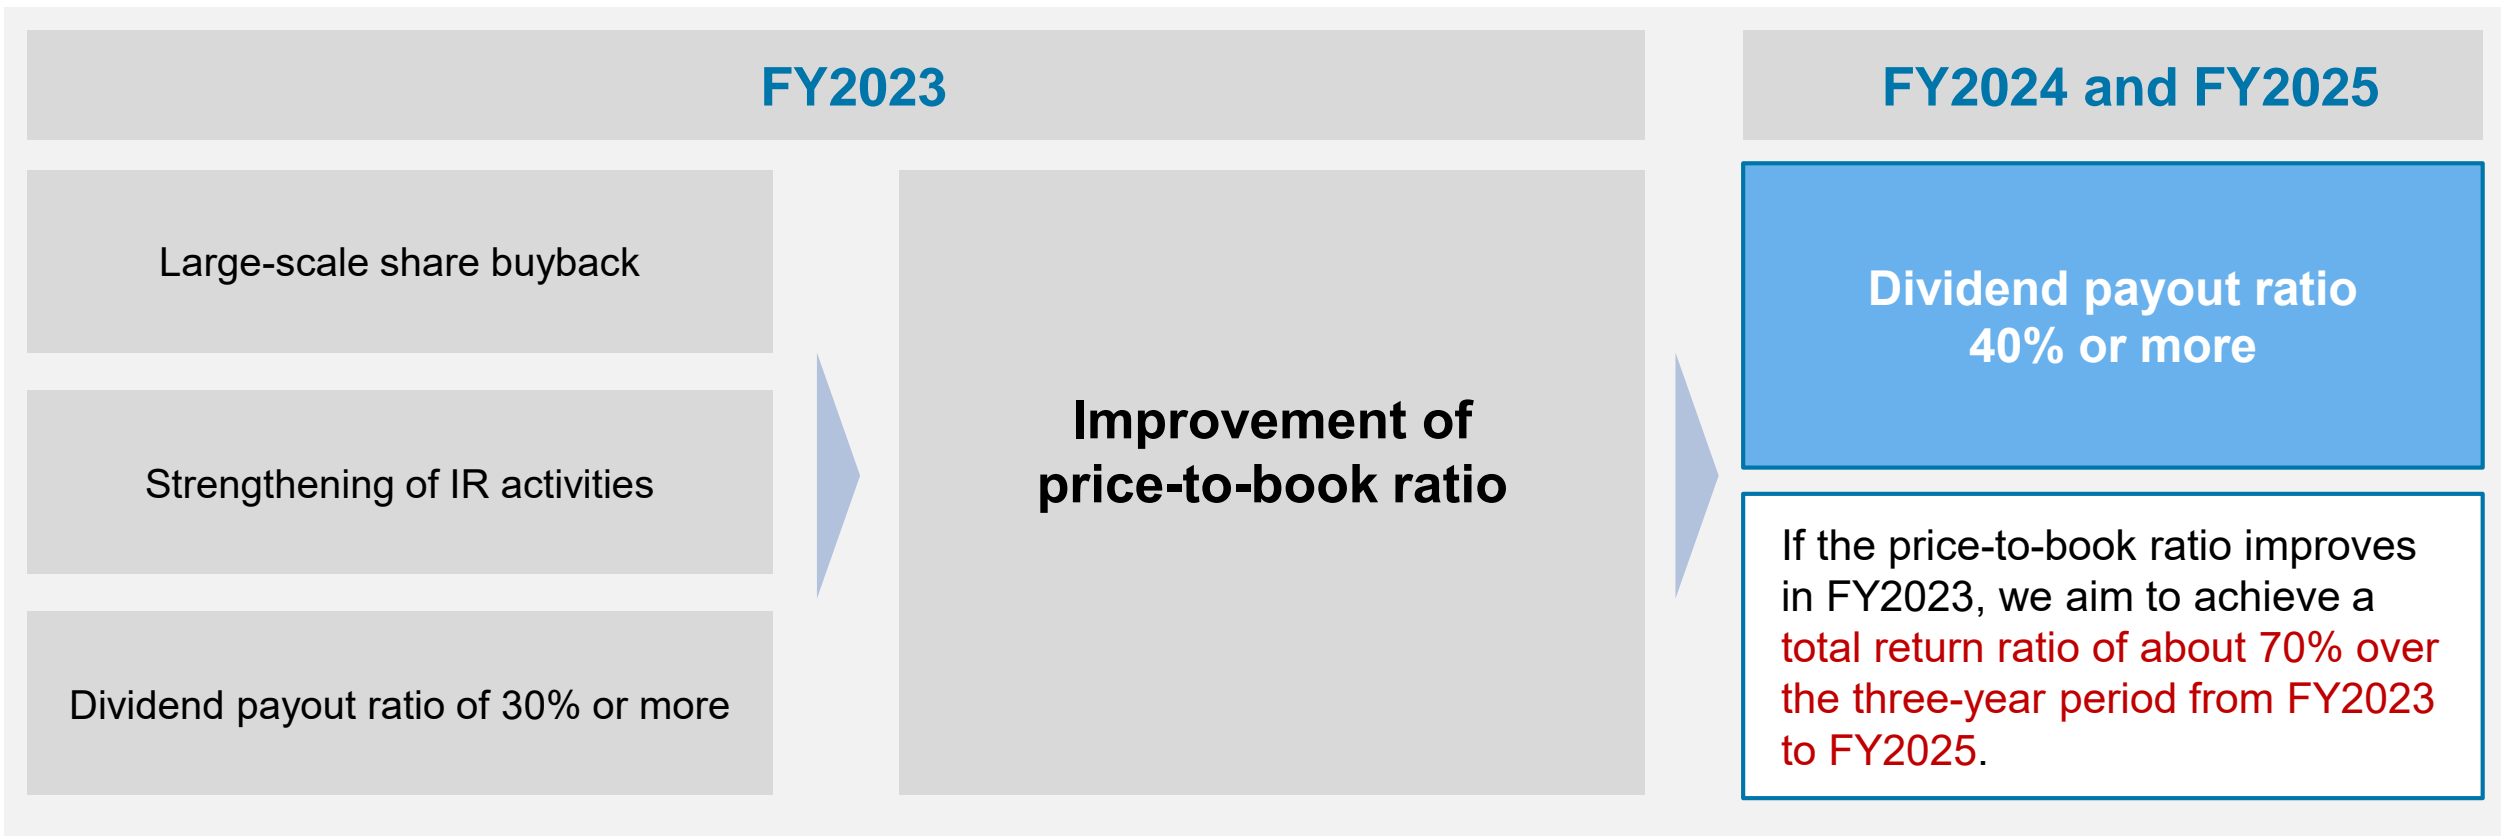 FY2023
FY2024 and FY2025
Large-scale share buyback
Strengthening of IR activities
Dividend payout ratio of 30% or more
Improvement of
price-to-book ratio
Dividend payout ratio
40% or more
If the price-to-book ratio improves
in FY2023, we aim to achieve a
total return ratio of about 70% over
the three-year period from FY2023
to FY2025.